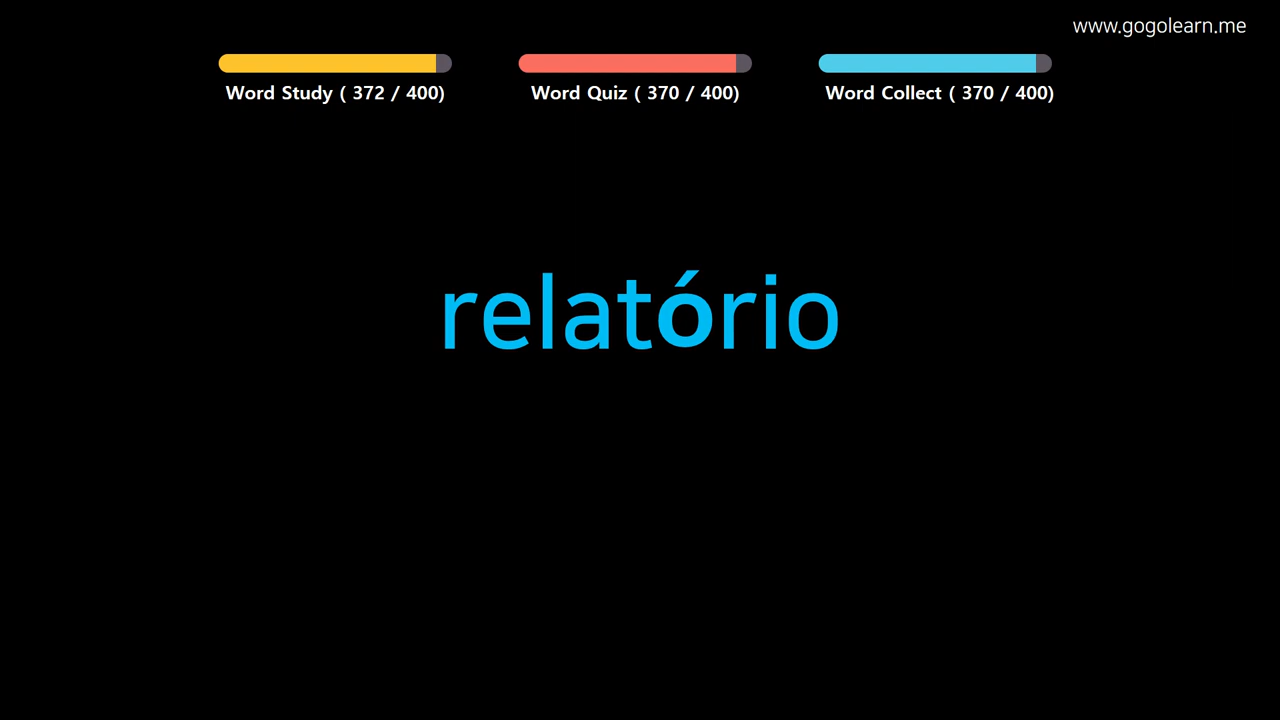 www.gogolearn.me
Word Study ( 372 / 400)
Word Quiz ( 370 / 400)
Word Collect ( 370 / 400)
relatório